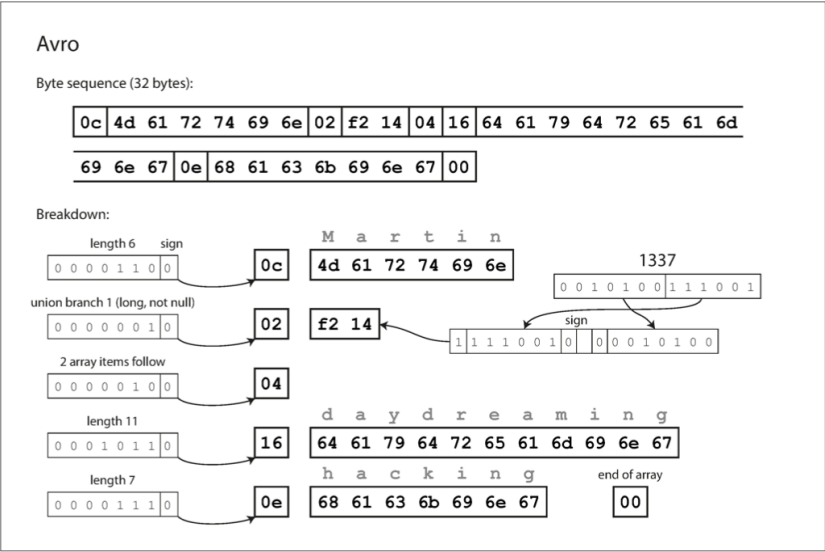 Avro
Byte sequence (32 bytes):
0c 4d 61 72 74 69 6e 02 f2 14 04 16 64 61 79 64 72 65 61 6d
69 6e 67 0e 68 61 63 6b 69 6e 67 00
Breakdown:
length 6 sign
0 0 0 0 1 1 0 0
0c
M a r t i n
4d 61 72 74 69 6e
1337
0 0 1 0 1 0 0 1 1 1 0 0 1
union branch 1 (long, not null)
0 0 0 0 0 0 1 0
02
f2 14
sign
1 1 1 1 0 0 1 0 0 0 0 1 0 1 0 0
2 array items follow
0 0 0 0 0 1 0 0
04
length 11
0 0 0 1 0 1 1 0
16
d a y d r e a m i n g
64 61 79 64 72 65 61 6d 69 6e 67
length 7
0 0 0 0 1 1 1 0
0e
h a c k i n g
68 61 63 6b 69 6e 67
end of array
00